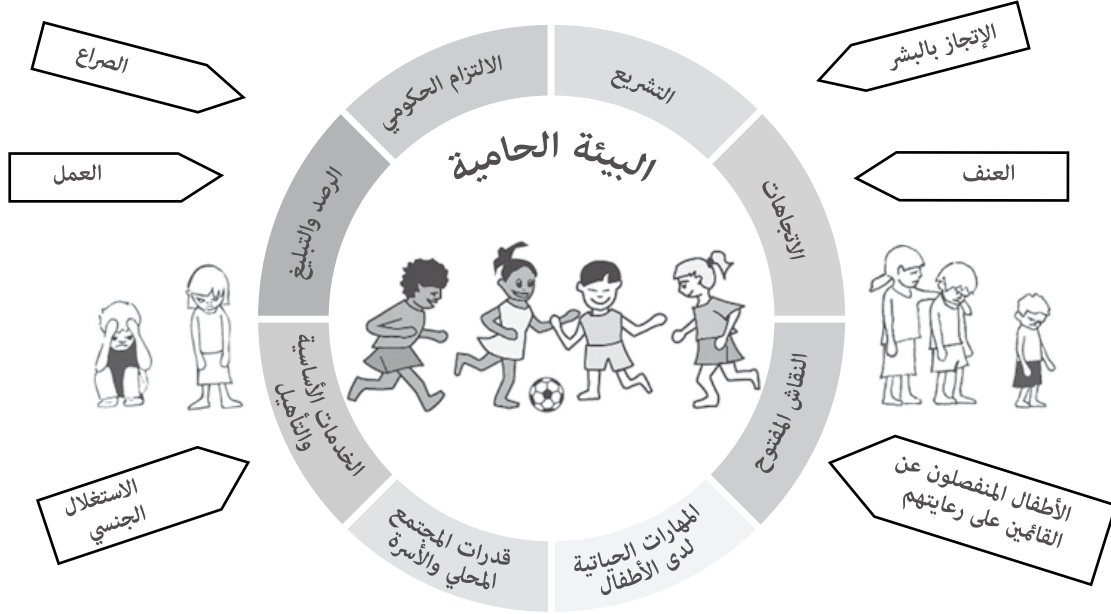 الإتجاز بالبشر
الصراع
العنف
العمل
الأطفال المنفصلون عن
القائمين على رعايتهم
الاستغلال
الجنسي
البيئة الحامية
التشريع
الاتجاهات
النقاش المفتوح
المهارات الحياتية
لدى الأطفال
قدرات المجتمع
المحلي والأسرة
الخدمات الأساسية
والتأهيل
الرصد والتبليغ
الالتزام الحكومي